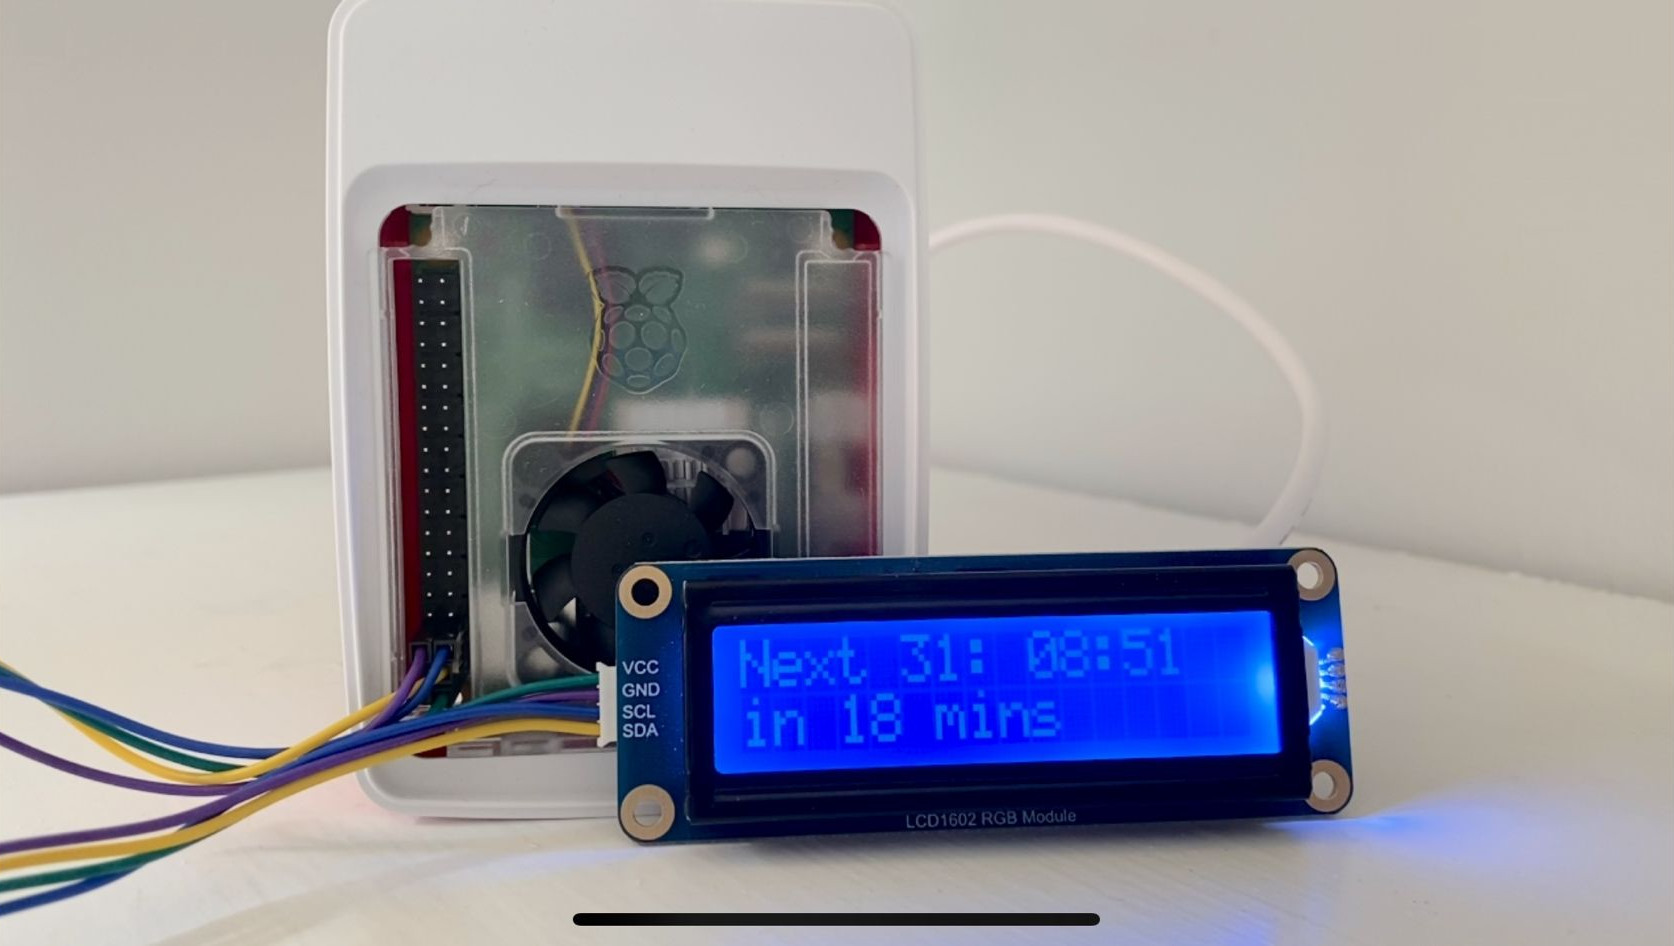 Next 31: 08:51
in 18 mins
VCC
GND
SCL
SDA
LCD1602 RGB Module